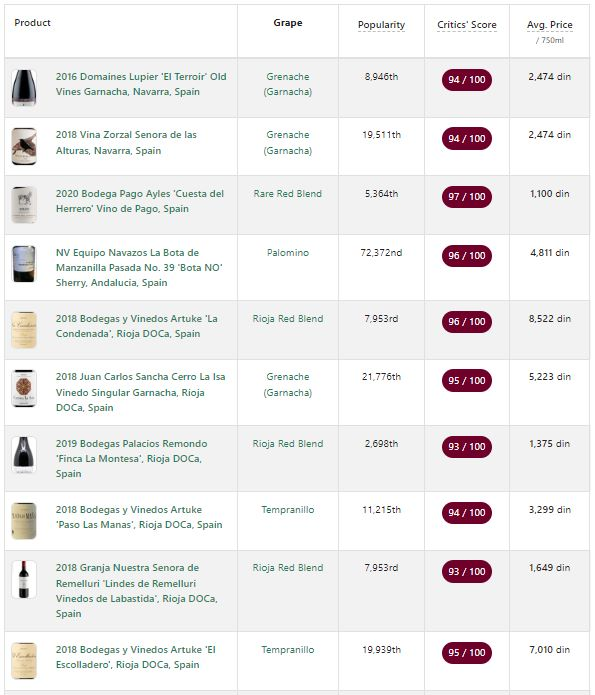 Product Grape Popularity Critics' Score Avg. Price
/ 750ml
2016 Domaines Lupier 'El Terroir' Old Grenache 8,946th 94 / 100 2,474 din
Vines Garnacha, Navarra, Spain (Garnacha)
2018 Vina Zorzal Senora de las Grenache 19,511th 94 / 100 2,474 din
Alturas, Navarra, Spain (Garnacha)
2020 Bodega Pago Ayles 'Cuesta del Rare Red Blend 5,364th 97 / 100 1,100 din
Herrero' Vino de Pago, Spain
NV Equipo Navazos La Bota de Palomino 72,372nd 96 / 100 4,811 din
Manzanilla Pasada No. 39 'Bota NO'
Sherry, Andalucia, Spain
2018 Bodegas y Vinedos Artuke 'La Rioja Red Blend 7,953rd 96 / 100 8,522 din
Condenada', Rioja DOCa, Spain
2018 Juan Carlos Sancha Cerro La Isa Grenache 21,776th 95 / 100 5,223 din
Vinedo Singular Garnacha, Rioja (Garnacha)
DOCa, Spain
2019 Bodegas Palacios Remondo Rioja Red Blend 2,698th 93 / 100 1,375 din
'Finca La Montesa', Rioja DOCa,
Spain
2018 Bodegas y Vinedos Artuke Tempranillo 11,215th 94 / 100 3,299 din
'Paso Las Manas', Rioja DOCa, Spain
2018 Granja Nuestra Senora de Rioja Red Blend 7,953rd 93 / 100 1,649 din
Remelluri 'Lindes de Remelluri
Vinedos de Labastida', Rioja DOCa,
Spain
2018 Bodegas y Vinedos Artuke 'El Tempranillo 19,939th 95 / 100 7,010 din
Escolladero', Rioja DOCa, Spain